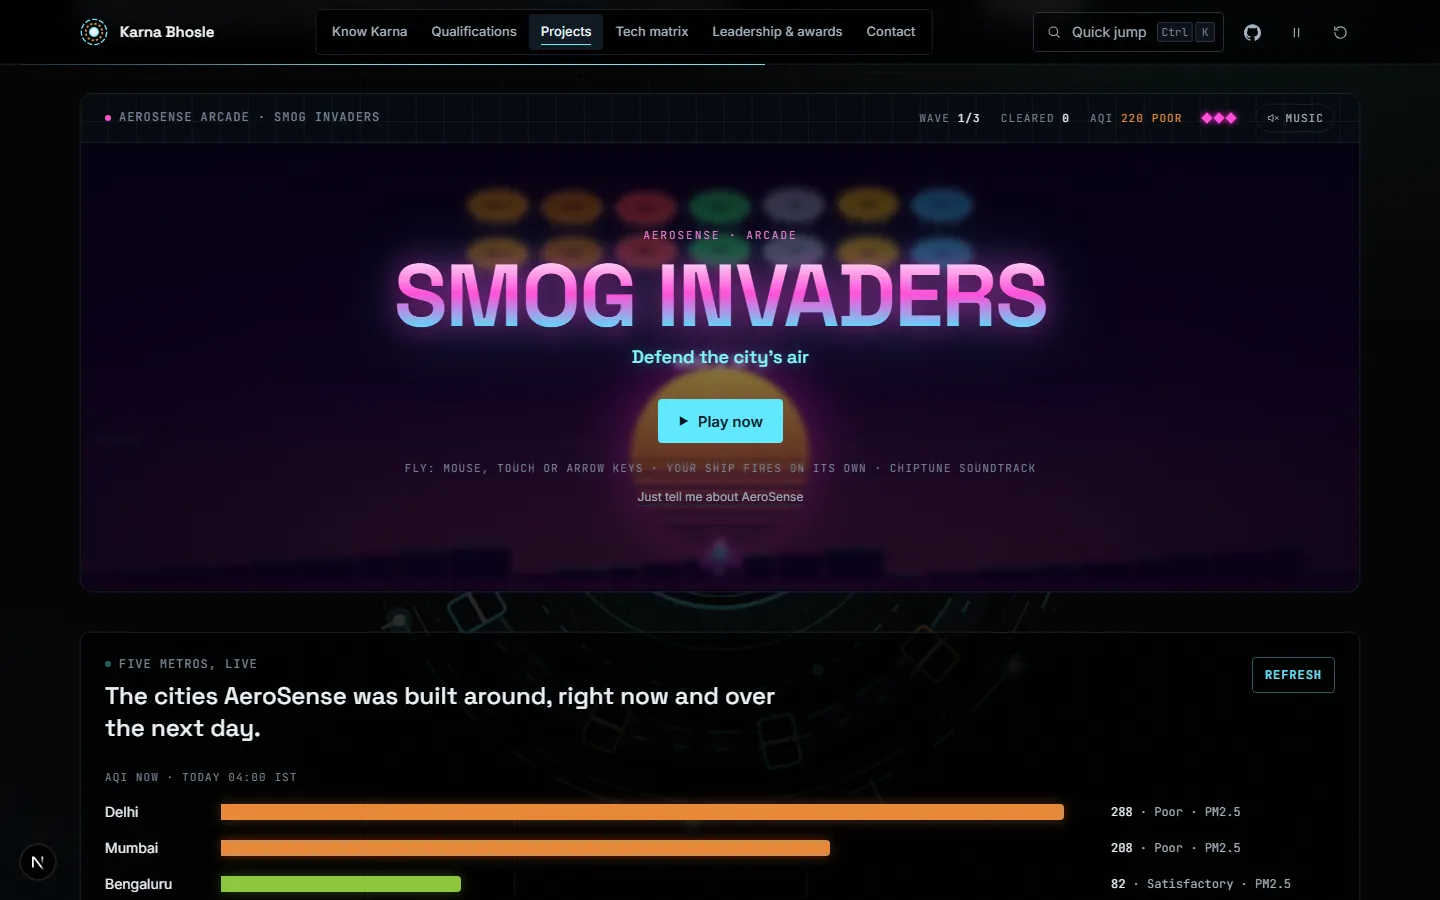 Karna Bhosle
Know Karna Qualifications Projects Tech matrix Leadership & awards Contact
Quick jump Ctrl K
AEROSENSE ARCADE · SMOG INVADERS
WAVE 1/3 CLEARED 0 AQI 220 POOR
MUSIC
AEROSENSE · ARCADE
SMOG INVADERS
Defend the city's air
Play now
FLY: MOUSE, TOUCH OR ARROW KEYS · YOUR SHIP FIRES ON ITS OWN · CHIPTUNE SOUNDTRACK
Just tell me about AeroSense
FIVE METROS, LIVE
REFRESH
The cities AeroSense was built around, right now and over
the next day.
AQI NOW · TODAY 04:00 IST
Delhi 288 · Poor · PM2.5
Mumbai 208 · Poor · PM2.5
Bengaluru 82 · Satisfactory · PM2.5
N